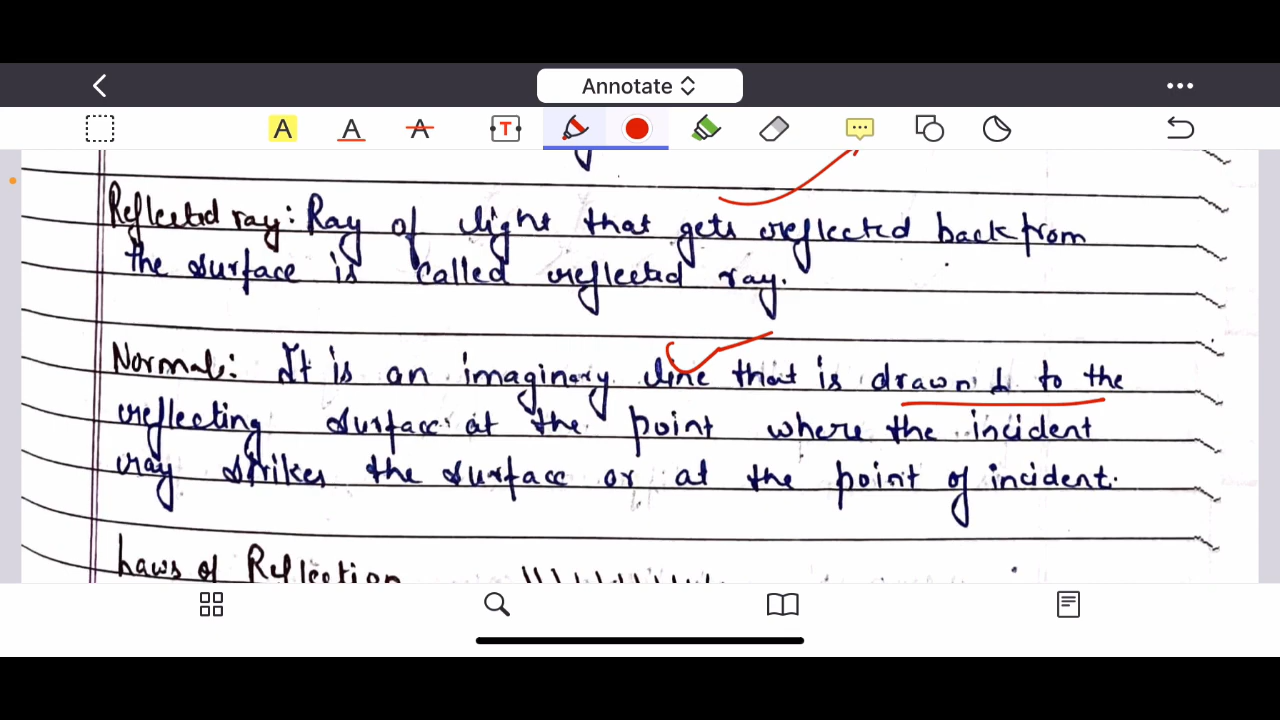 Annotate
A A A T
Reflected ray: Ray of light that gets reflected back from
the surface is called reflected ray.
Normal: It is an imaginary line that is drawn ⊥ to the
reflecting surface at the point where the incident
ray strikes the surface or at the point of incident.
Laws of Reflection